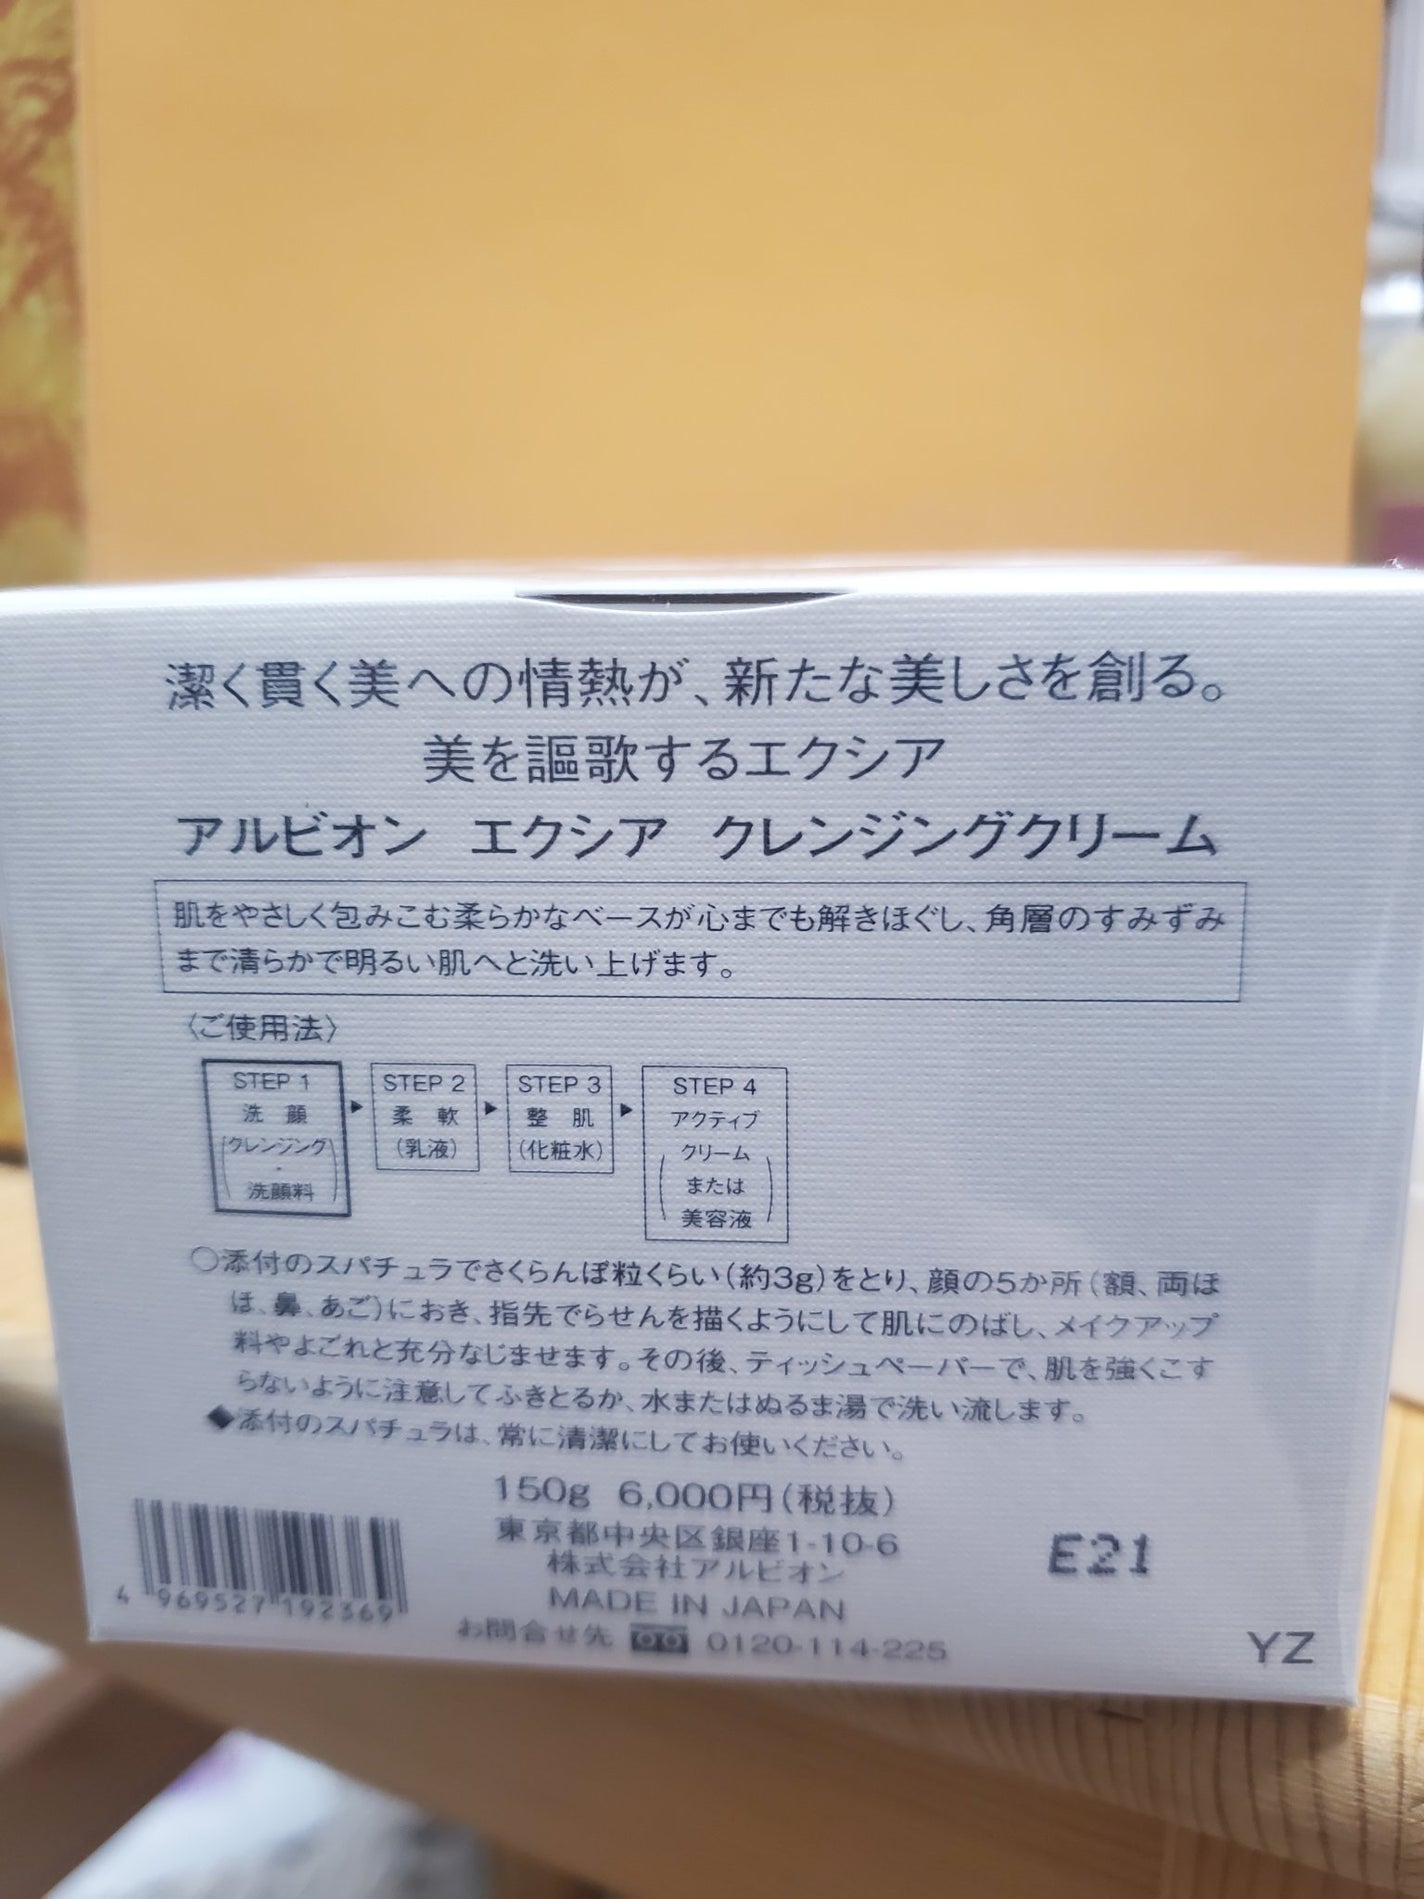 潔く貫く美への情熱が、新たな美しさを創る。
美を謳歌するエクシア
アルビオン エクシア クレンジングクリーム
肌をやさしく包みこむ柔らかなベースが心までも解きほぐし、角層のすみずみ
まで清らかで明るい肌へと洗い上げます。
〈ご使用法〉
STEP 1
洗 顔
(クレンジング
・
洗顔料)
▶
STEP 2
柔 軟
(乳液)
▶
STEP 3
整 肌
(化粧水)
▶
STEP 4
アクティブ
(クリーム
または
美容液)
○添付のスパチュラでさくらんぼ粒くらい(約3g)をとり、顔の5か所(額、両ほ
ほ、鼻、あご)におき、指先でらせんを描くようにして肌にのばし、メイクアップ
料やよごれと充分なじませます。その後、ティッシュペーパーで、肌を強くこす
らないように注意してふきとるか、水またはぬるま湯で洗い流します。
◆添付のスパチュラは、常に清潔にしてお使いください。
150g 6,000円(税抜)
東京都中央区銀座1-10-6
株式会社アルビオン
MADE IN JAPAN
お問合せ先 0120-114-225
4 969527 192369
E21
YZ